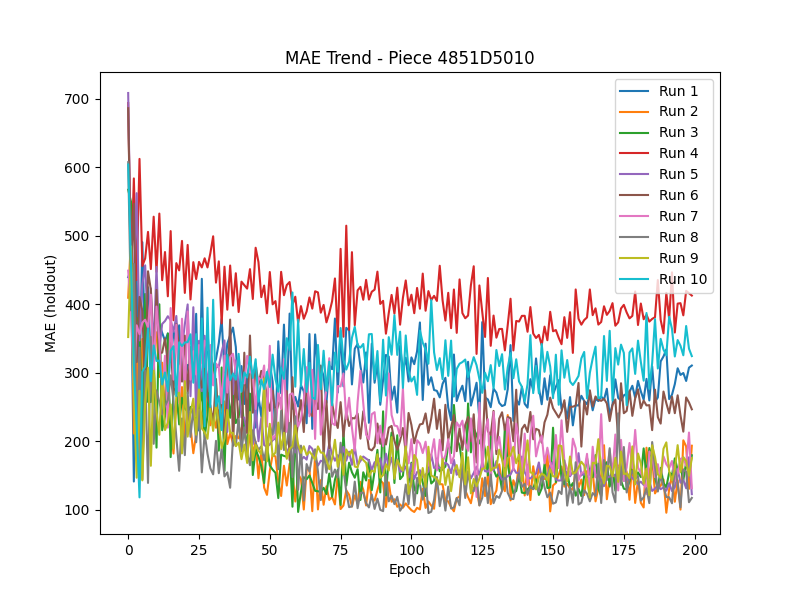 MAE Trend - Piece 4851D5010
MAE (holdout)
700
600
500
400
300
200
100
0
25
50
75
100
125
150
175
200
Epoch
Run 1
Run 2
Run 3
Run 4
Run 5
Run 6
Run 7
Run 8
Run 9
Run 10